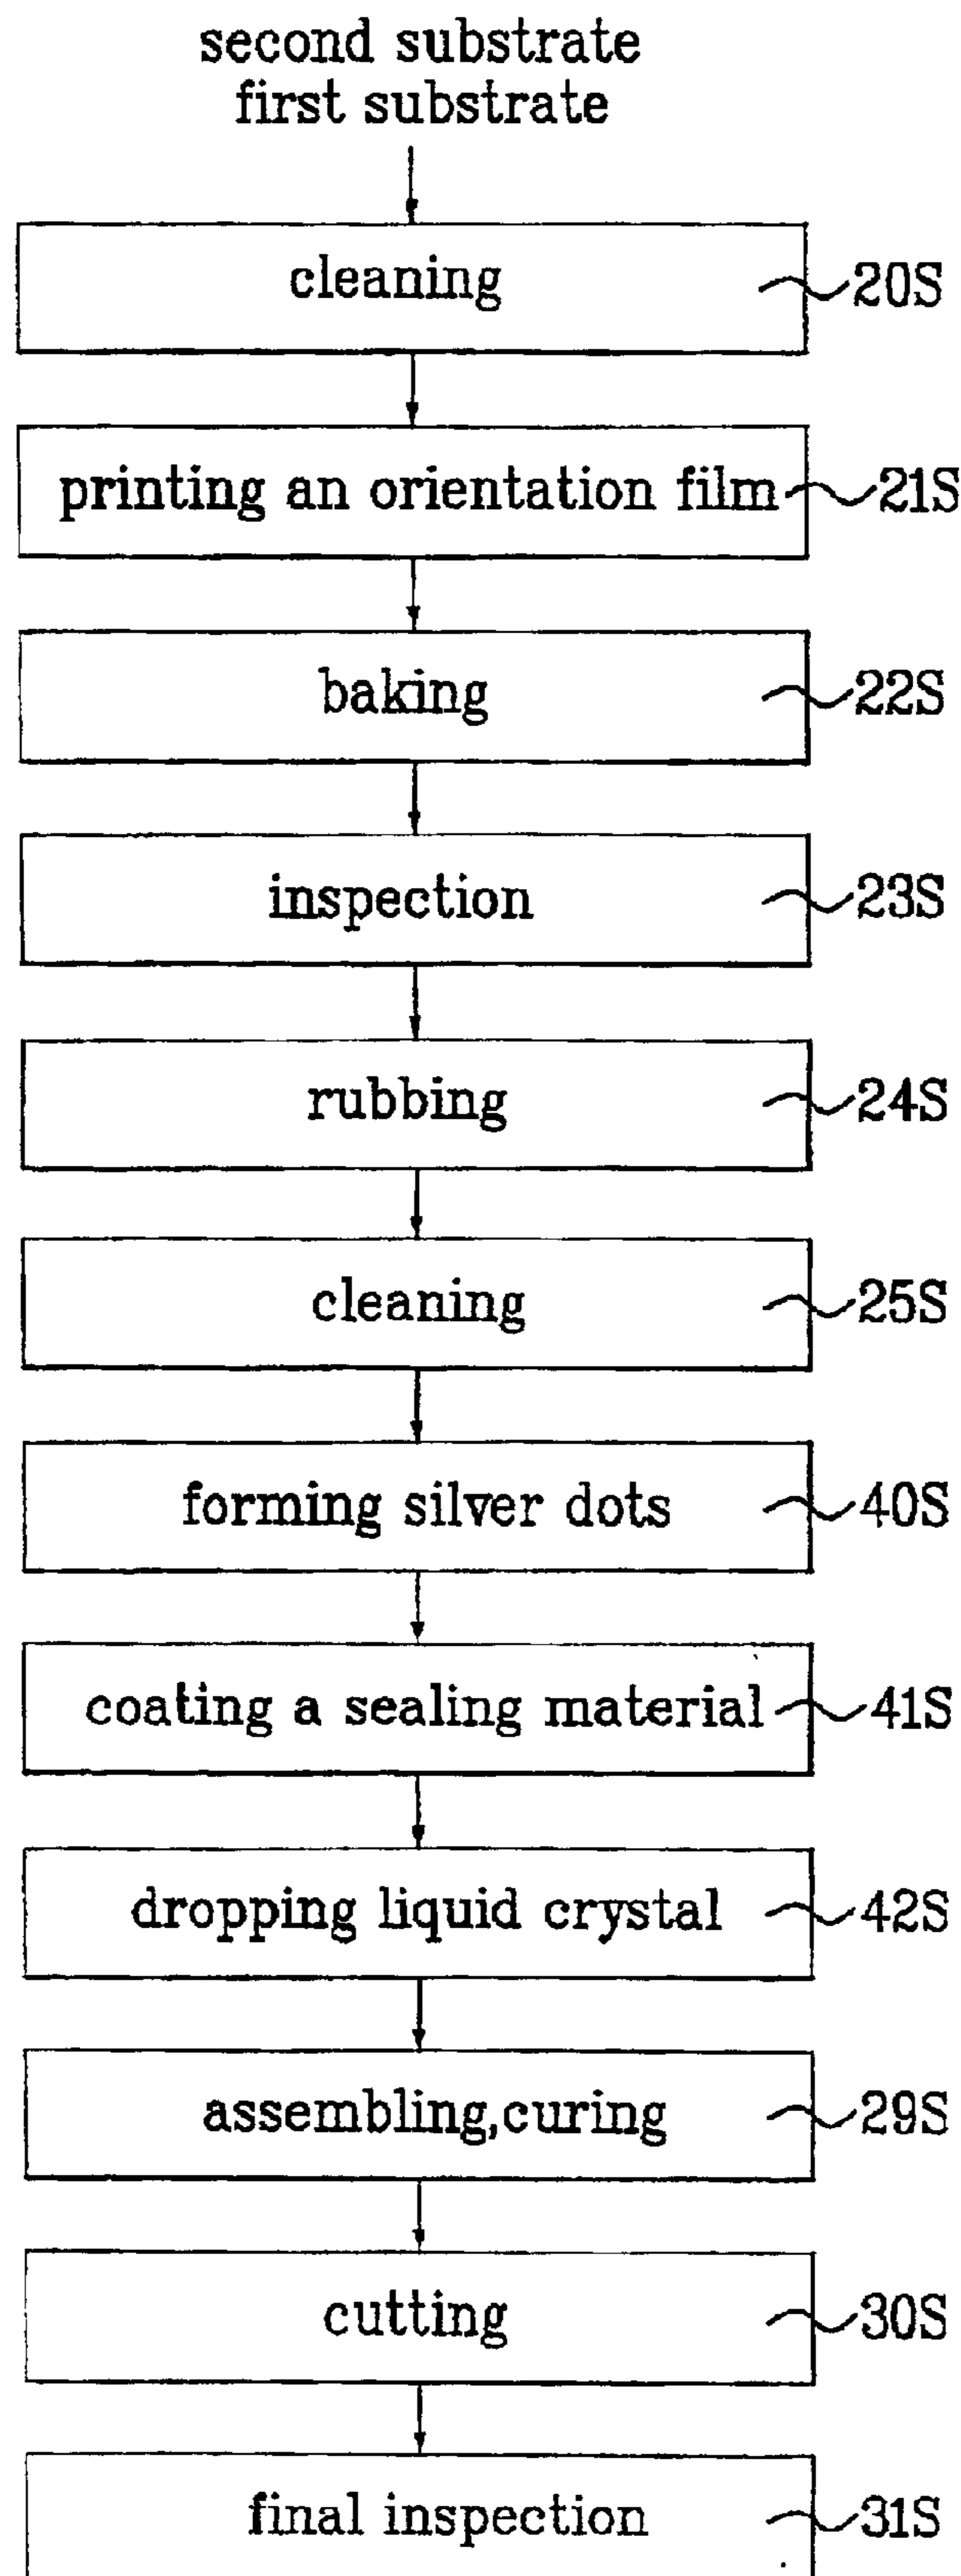 second substrate
first substrate
cleaning 20S
printing an orientation film 21S
baking 22S
inspection 23S
rubbing 24S
cleaning 25S
forming silver dots 40S
coating a sealing material 41S
dropping liquid crystal 42S
assembling,curing 29S
cutting 30S
final inspection 31S